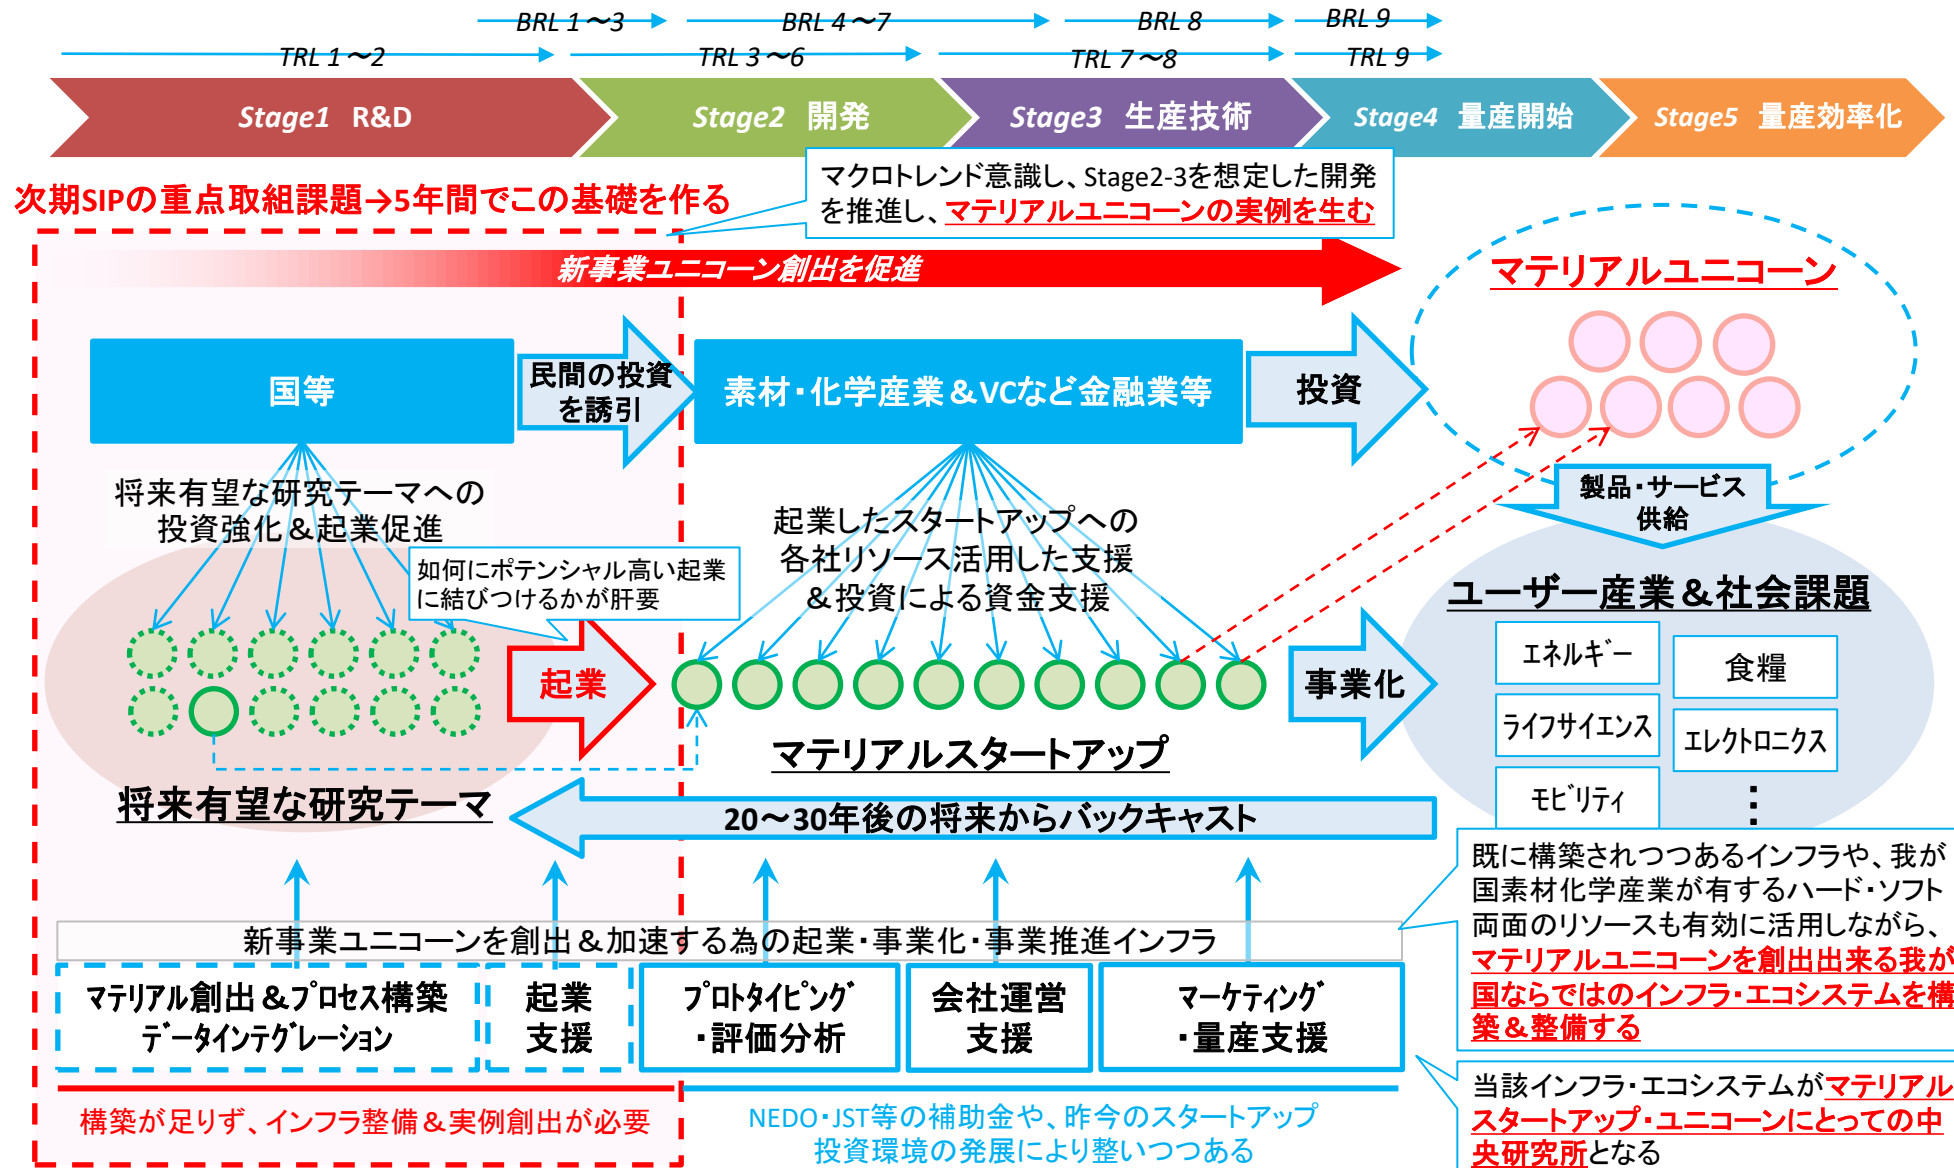 BRL 1～3
BRL 4～7
BRL 8
BRL 9
TRL 1～2
TRL 3～6
TRL 7～8
TRL 9
Stage1 R&D
Stage2 開発
Stage3 生産技術
Stage4 量産開始
Stage5 量産効率化
次期SIPの重点取組課題→5年間でこの基礎を作る
マクロトレンド意識し、Stage2-3を想定した開発
を推進し、マテリアルユニコーンの実例を生む
新事業ユニコーン創出を促進
マテリアルユニコーン
国等
民間の投資
を誘引
素材・化学産業＆VCなど金融業等
投資
将来有望な研究テーマへの
投資強化＆起業促進
起業したスタートアップへの
各社リソース活用した支援
＆投資による資金支援
製品・サービス
供給
如何にポテンシャル高い起業
に結びつけるかが肝要
ユーザー産業＆社会課題
エネルギー
食糧
ライフサイエンス
エレクトロニクス
モビリティ
⋮
起業
事業化
マテリアルスタートアップ
将来有望な研究テーマ
20～30年後の将来からバックキャスト
新事業ユニコーンを創出＆加速する為の起業・事業化・事業推進インフラ
マテリアル創出＆プロセス構築
データインテグレーション
起業
支援
プロトタイピング
・評価分析
会社運営
支援
マーケティング
・量産支援
既に構築されつつあるインフラや、我が
国素材化学産業が有するハード・ソフト
両面のリソースも有効に活用しながら、
マテリアルユニコーンを創出出来る我が
国ならではのインフラ・エコシステムを構
築＆整備する
構築が足りず、インフラ整備＆実例創出が必要
NEDO・JST等の補助金や、昨今のスタートアップ
投資環境の発展により整いつつある
当該インフラ・エコシステムがマテリアル
スタートアップ・ユニコーンにとっての中
央研究所となる